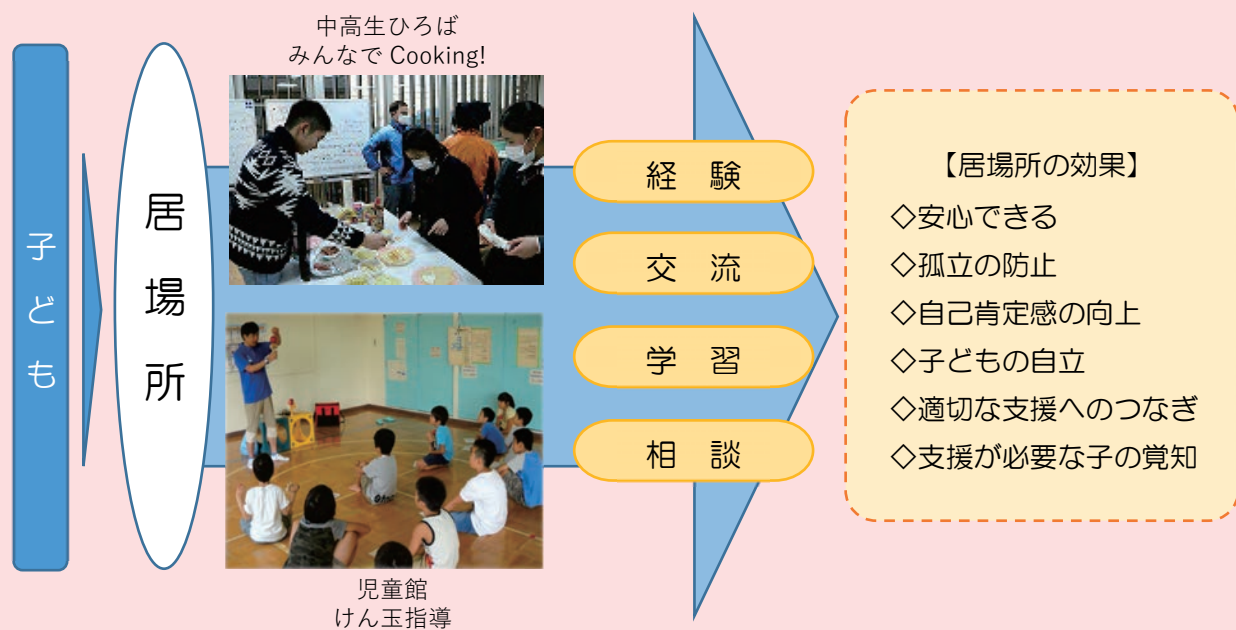 子ども
居場所
中高生ひろば
みんなで Cooking!
児童館
けん玉指導
経 験
交 流
学 習
相 談
【居場所の効果】
◇安心できる
◇孤立の防止
◇自己肯定感の向上
◇子どもの自立
◇適切な支援へのつなぎ
◇支援が必要な子の覚知